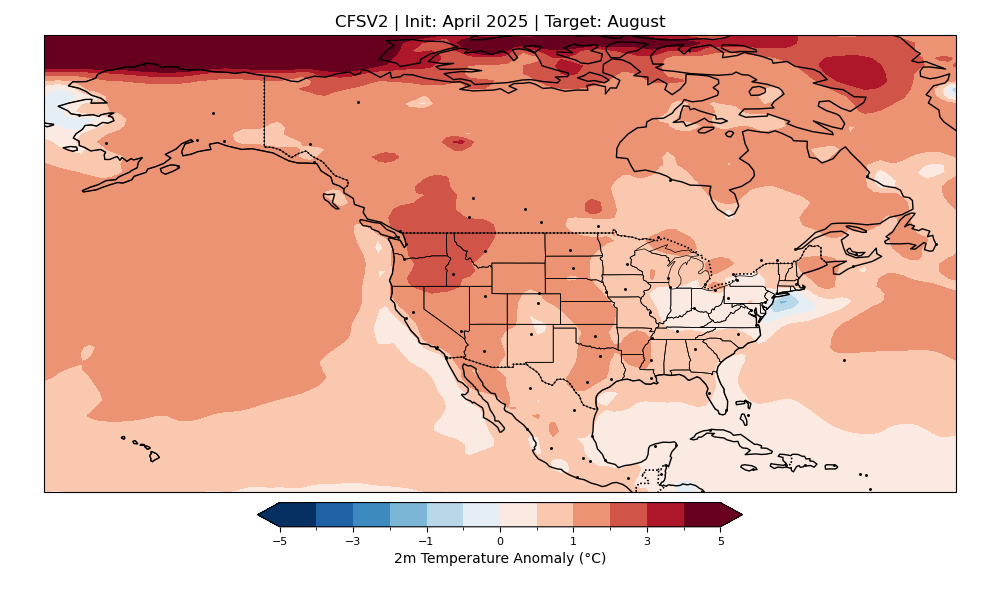 CFSV2 | Init: April 2025 | Target: August
−5 −3 −1 0 1 3 5
2m Temperature Anomaly (°C)